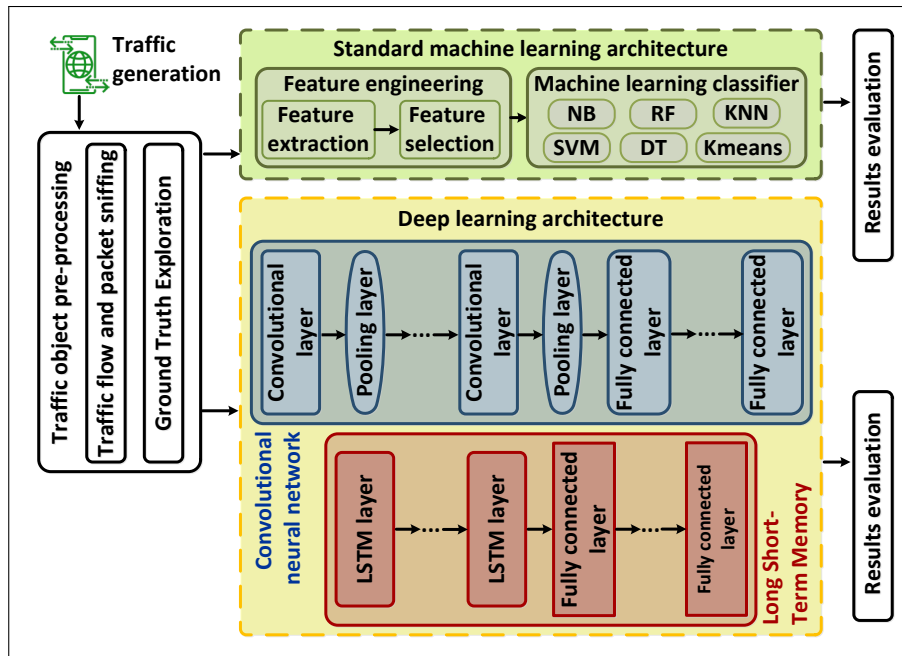 Traffic
generation
Traffic object pre-processing
Traffic flow and packet sniffing
Ground Truth Exploration
Standard machine learning architecture
Feature engineering
Feature
extraction
Feature
selection
Machine learning classifier
NB
RF
KNN
SVM
DT
Kmeans
Results evaluation
Deep learning architecture
Convolutional
layer
Pooling layer
Convolutional
layer
Pooling layer
Fully connected
layer
Fully connected
layer
Convolutional
neural network
LSTM layer
LSTM layer
Fully connected
layer
Fully connected
layer
Long Short-
Term Memory
Results evaluation